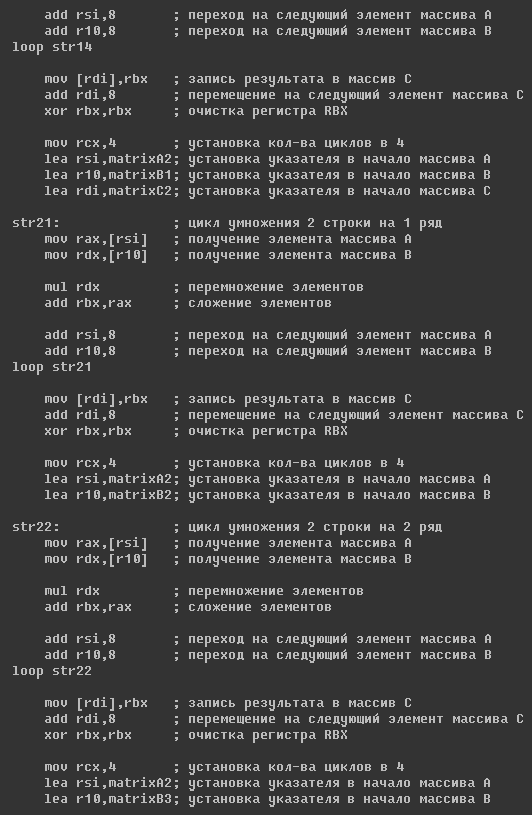 add rsi,8       ; переход на следующий элемент массива A
    add r10,8       ; переход на следующий элемент массива B
loop str14

    mov [rdi],rbx   ; запись результата в массив C
    add rdi,8       ; перемещение на следующий элемент массива C
    xor rbx,rbx     ; очистка регистра RBX

    mov rcx,4       ; установка кол-ва циклов в 4
    lea rsi,matrixA2; установка указателя в начало массива A
    lea r10,matrixB1; установка указателя в начало массива B
    lea rdi,matrixC2; установка указателя в начало массива C

str21:              ; цикл умножения 2 строки на 1 ряд
    mov rax,[rsi]   ; получение элемента массива A
    mov rdx,[r10]   ; получение элемента массива B

    mul rdx         ; перемножение элементов
    add rbx,rax     ; сложение элементов

    add rsi,8       ; переход на следующий элемент массива A
    add r10,8       ; переход на следующий элемент массива B
loop str21

    mov [rdi],rbx   ; запись результата в массив C
    add rdi,8       ; перемещение на следующий элемент массива C
    xor rbx,rbx     ; очистка регистра RBX

    mov rcx,4       ; установка кол-ва циклов в 4
    lea rsi,matrixA2; установка указателя в начало массива A
    lea r10,matrixB2; установка указателя в начало массива B

str22:              ; цикл умножения 2 строки на 2 ряд
    mov rax,[rsi]   ; получение элемента массива A
    mov rdx,[r10]   ; получение элемента массива B

    mul rdx         ; перемножение элементов
    add rbx,rax     ; сложение элементов

    add rsi,8       ; переход на следующий элемент массива A
    add r10,8       ; переход на следующий элемент массива B
loop str22

    mov [rdi],rbx   ; запись результата в массив C
    add rdi,8       ; перемещение на следующий элемент массива C
    xor rbx,rbx     ; очистка регистра RBX

    mov rcx,4       ; установка кол-ва циклов в 4
    lea rsi,matrixA2; установка указателя в начало массива A
    lea r10,matrixB3; установка указателя в начало массива B